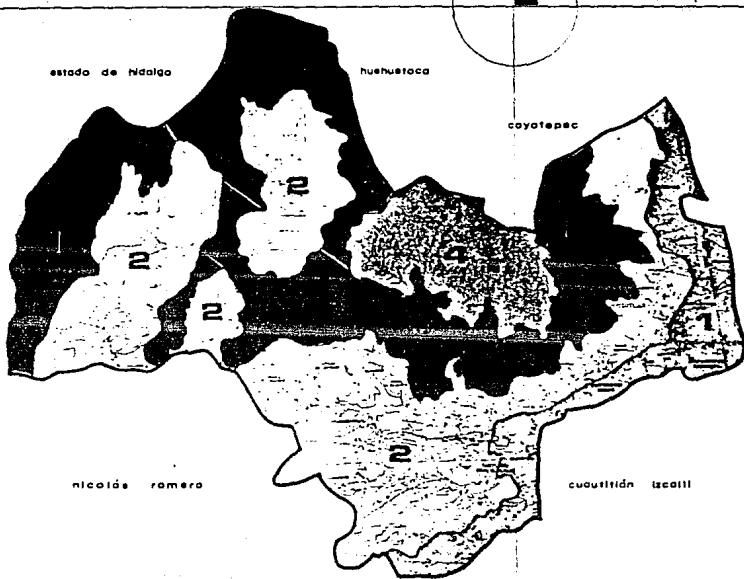 estado de hidalgo
huehuetoca
coyotepec
2
4
2
2
1
2
nicolás romero
cuautitlán izcalli